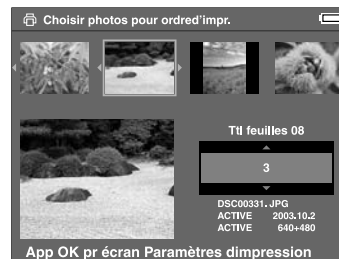 Choisir photos pour ordred'impr.
Ttl feuilles 08
3
DSC00331.JPG
ACTIVE 2003.10.2
ACTIVE 640+480
App OK pr écran Paramètres dimpression